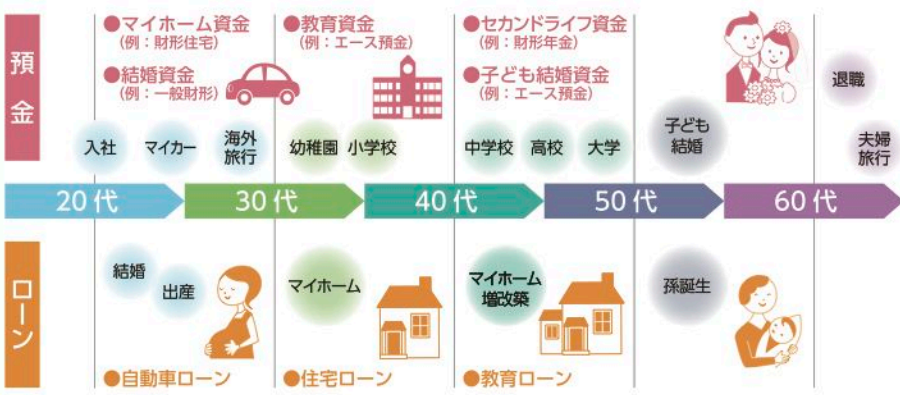 預金
●マイホーム資金
(例：財形住宅)
●結婚資金
(例：一般財形)
●教育資金
(例：エース預金)
●セカンドライフ資金
(例：財形年金)
●子ども結婚資金
(例：エース預金)
入社
マイカー
海外
旅行
幼稚園
小学校
中学校
高校
大学
子ども
結婚
退職
夫婦
旅行
20代
30代
40代
50代
60代
ローン
結婚
出産
マイホーム
マイホーム
増改築
孫誕生
●自動車ローン
●住宅ローン
●教育ローン